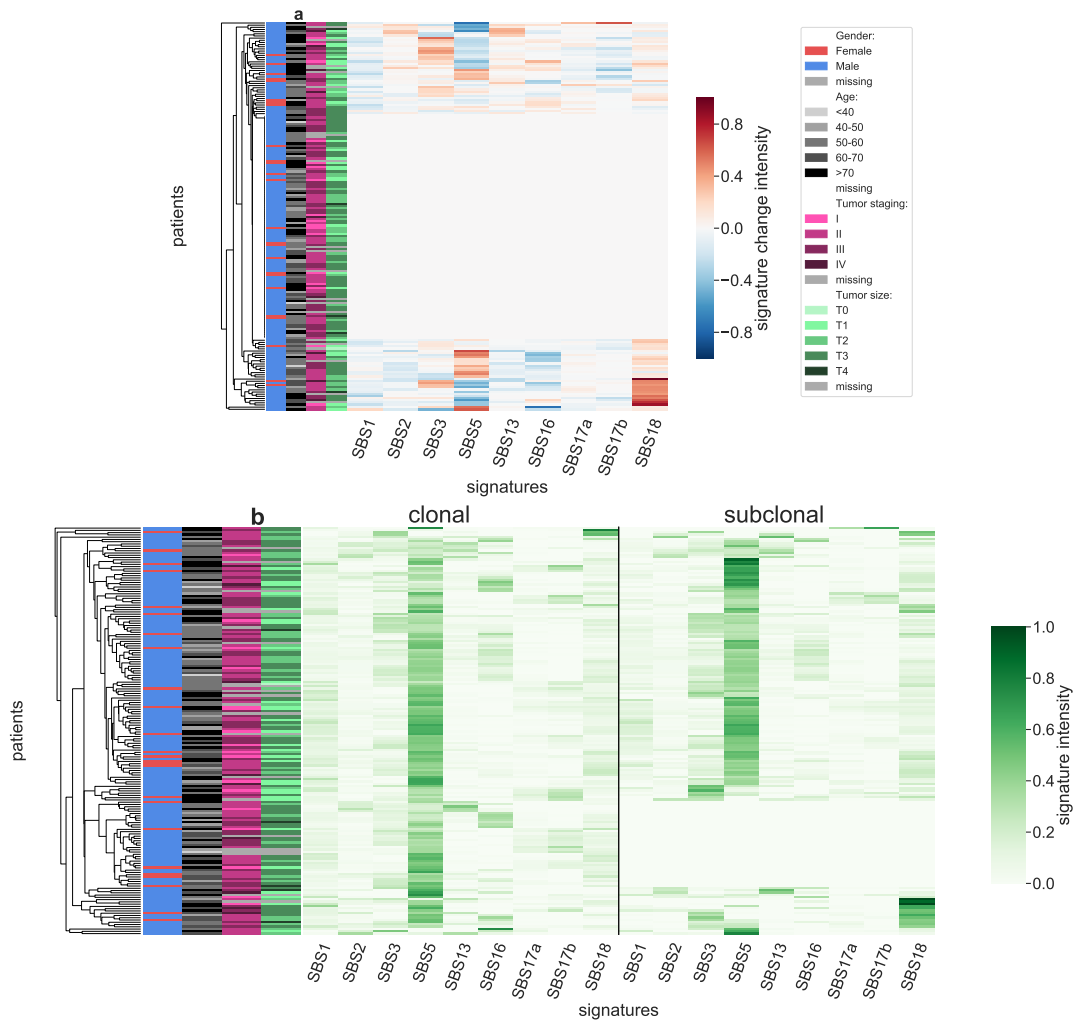 a
patients
SBS1
SBS2
SBS3
SBS5
SBS13
SBS16
SBS17a
SBS17b
SBS18
signatures
0.8
0.4
0.0
−0.4
−0.8
signature change intensity
Gender:
Female
Male
missing
Age:
<40
40-50
50-60
60-70
>70
missing
Tumor staging:
I
II
III
IV
missing
Tumor size:
T0
T1
T2
T3
T4
missing
b
clonal
subclonal
patients
SBS1
SBS2
SBS3
SBS5
SBS13
SBS16
SBS17a
SBS17b
SBS18
SBS1
SBS2
SBS3
SBS5
SBS13
SBS16
SBS17a
SBS17b
SBS18
signatures
1.0
0.8
0.6
0.4
0.2
0.0
signature intensity